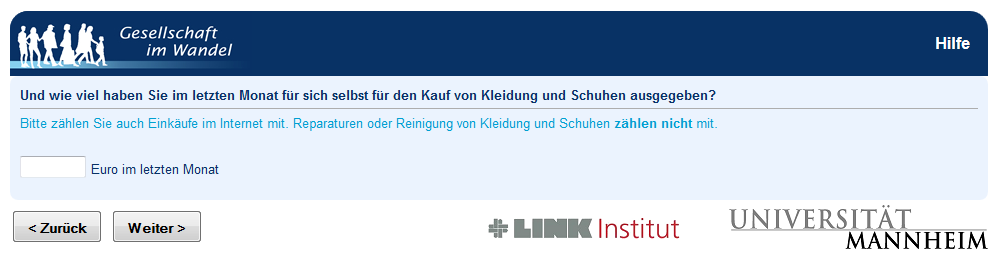 Gesellschaft
im Wandel
Hilfe
Und wie viel haben Sie im letzten Monat für sich selbst für den Kauf von Kleidung und Schuhen ausgegeben?
Bitte zählen Sie auch Einkäufe im Internet mit. Reparaturen oder Reinigung von Kleidung und Schuhen zählen nicht mit.
Euro im letzten Monat
< Zurück
Weiter >
LINK Institut
UNIVERSITÄT
MANNHEIM